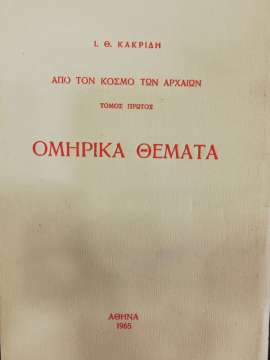 Ι. Θ. ΚΑΚΡΙΔΗ
ΑΠΟ ΤΟΝ ΚΟΣΜΟ ΤΩΝ ΑΡΧΑΙΩΝ
ΤΟΜΟΣ ΠΡΩΤΟΣ
ΟΜΗΡΙΚΑ ΘΕΜΑΤΑ
ΑΘΗΝΑ
1965